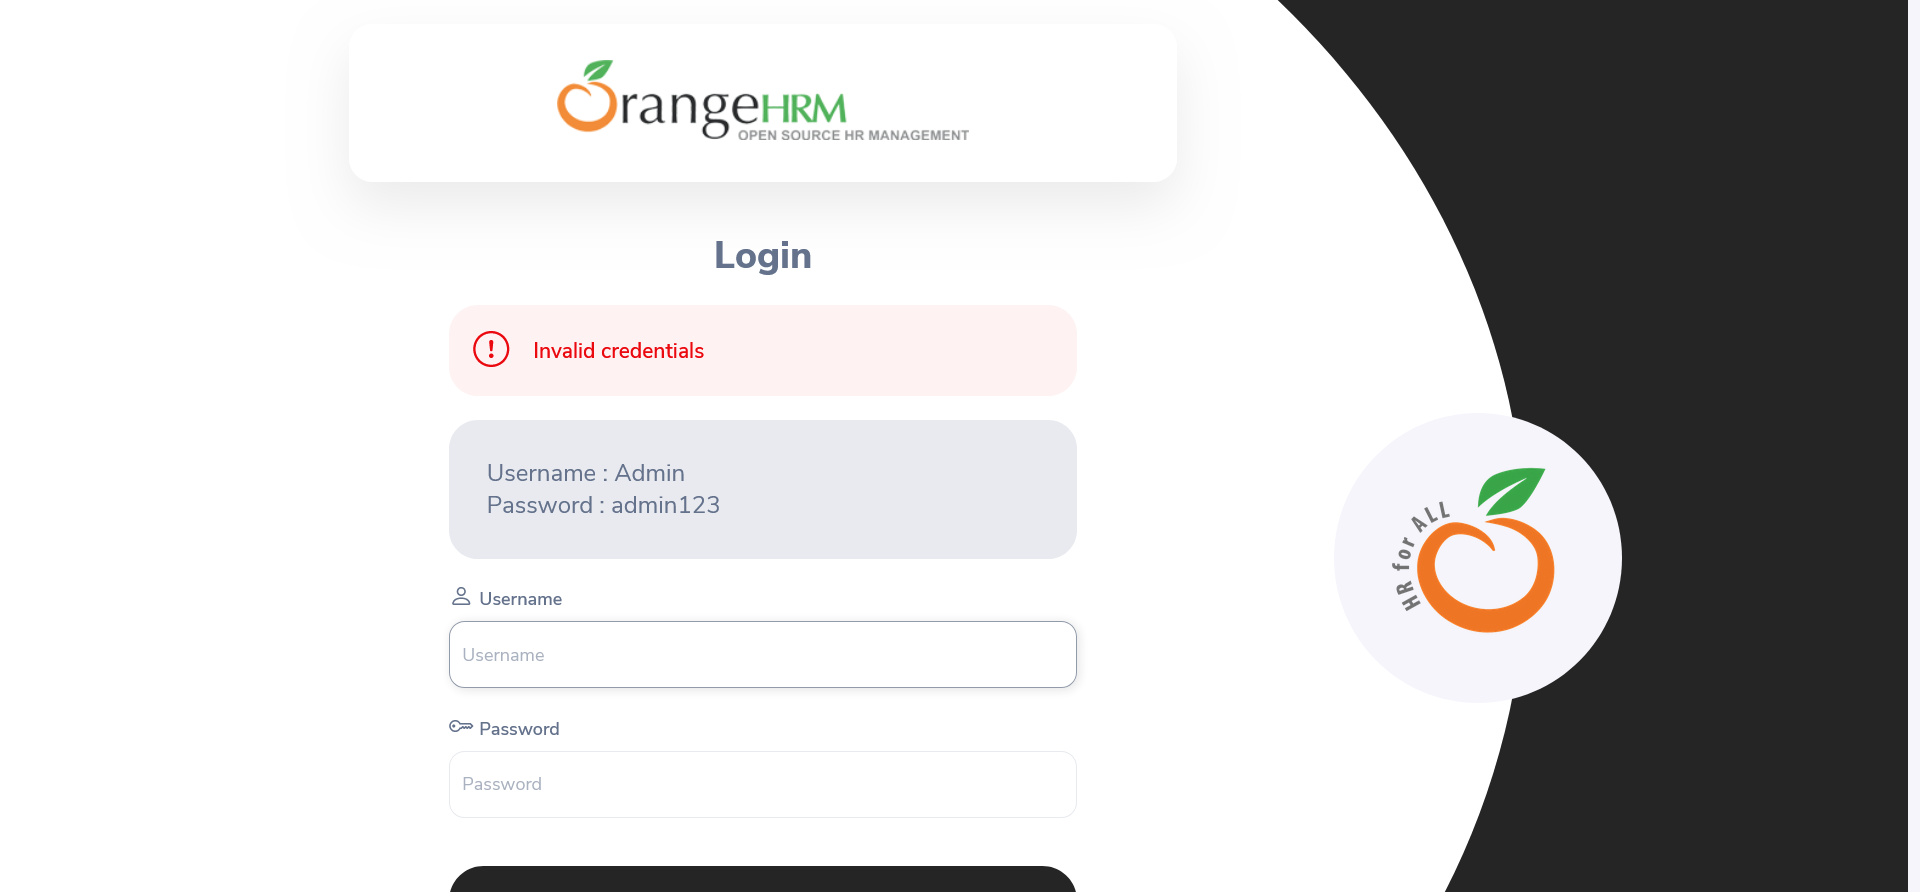 OrangeHRM
OPEN SOURCE HR MANAGEMENT
Login
Invalid credentials
Username : Admin
Password : admin123
Username
Username
Password
Password
HR for ALL